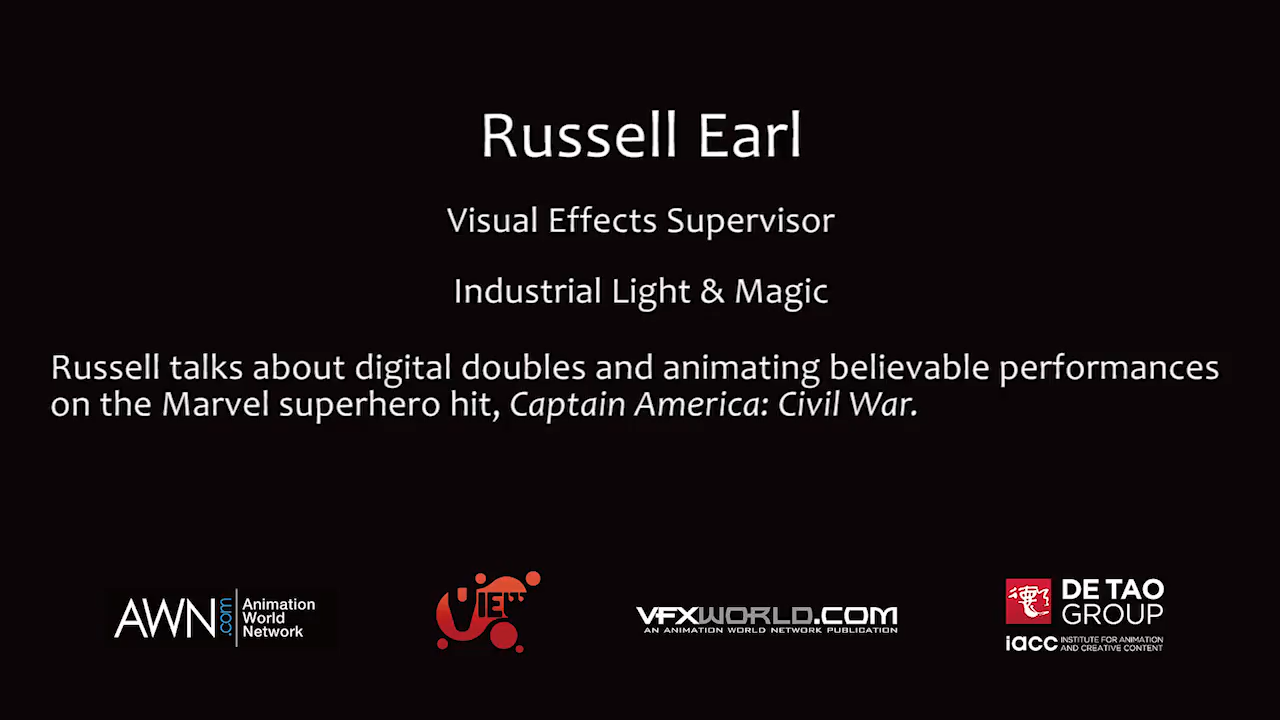 Russell Earl
Visual Effects Supervisor
Industrial Light & Magic
Russell talks about digital doubles and animating believable performances
on the Marvel superhero hit, Captain America: Civil War.
AWN.com
Animation
World
Network
VIEW
VFXWORLD.COM
AN ANIMATION WORLD NETWORK PUBLICATION
DE TAO
GROUP
iacc INSTITUTE FOR ANIMATION
AND CREATIVE CONTENT